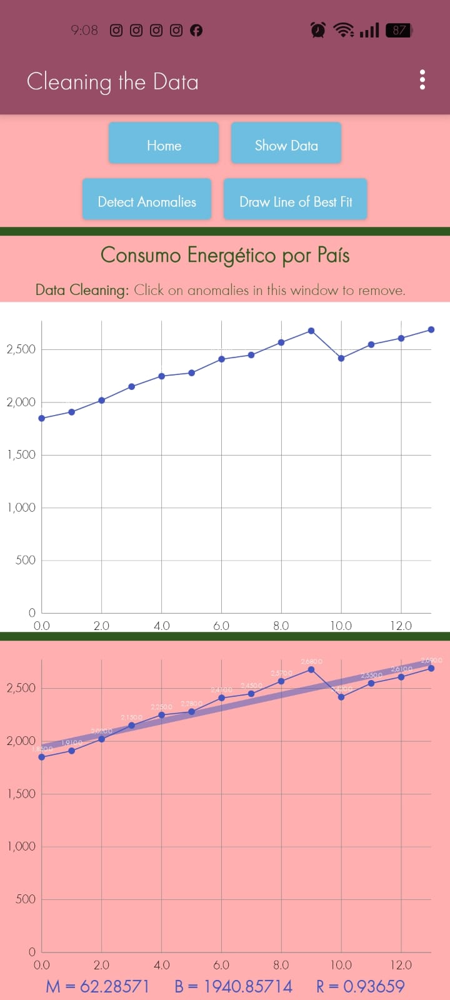 9:08 87
Cleaning the Data
Home Show Data
Detect Anomalies Draw Line of Best Fit
Consumo Energético por País
Data Cleaning: Click on anomalies in this window to remove.
2,500
2,000
1,500
1,000
500
0
0.0 2.0 4.0 6.0 8.0 10.0 12.0
2,680.0 2,690.0
2,570.0 2,610.0
2,550.0
2,500
2,410.0 2,450.0 2,420.0
2,250.0 2,280.0
2,150.0
2,000
2,020.0
1,910.0
1,850.0
1,500
1,000
500
0
0.0 2.0 4.0 6.0 8.0 10.0 12.0
M = 62.28571 B = 1940.85714 R = 0.93659